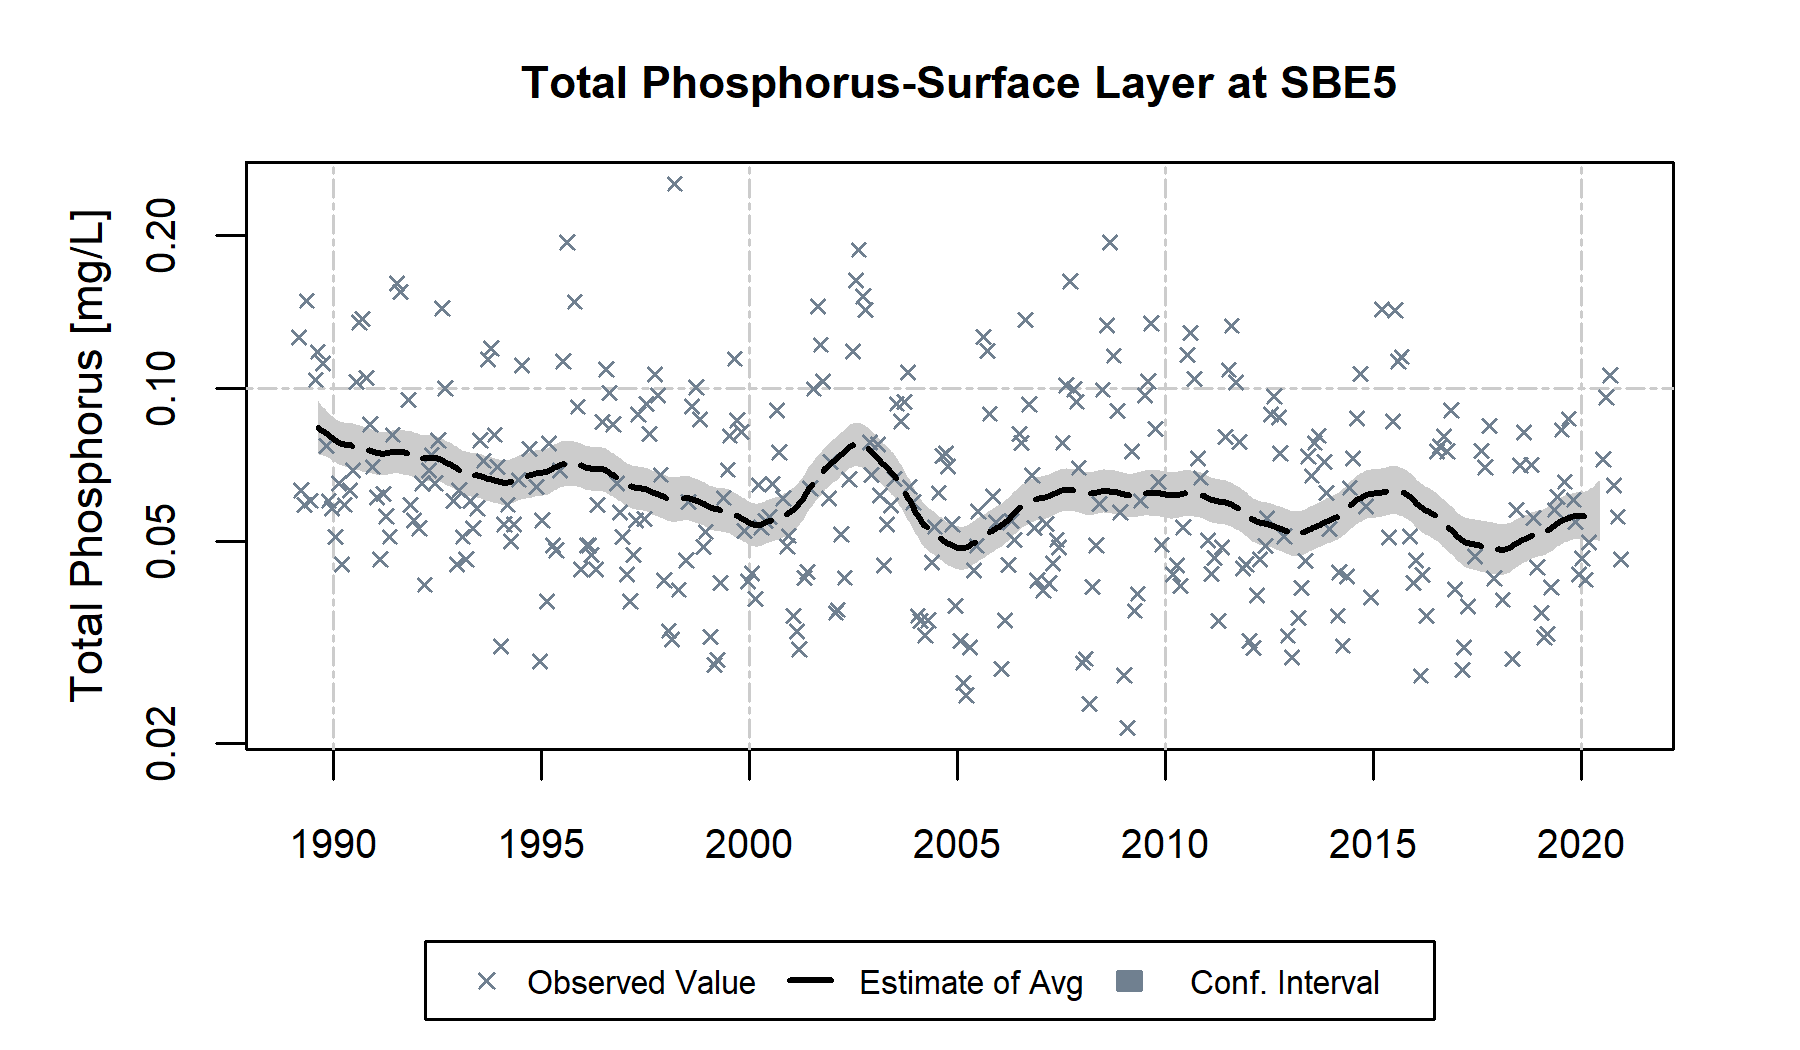 Total Phosphorus-Surface Layer at SBE5
Total Phosphorus [mg/L]
0.20
0.10
0.05
0.02
1990 1995 2000 2005 2010 2015 2020
Observed Value Estimate of Avg Conf. Interval